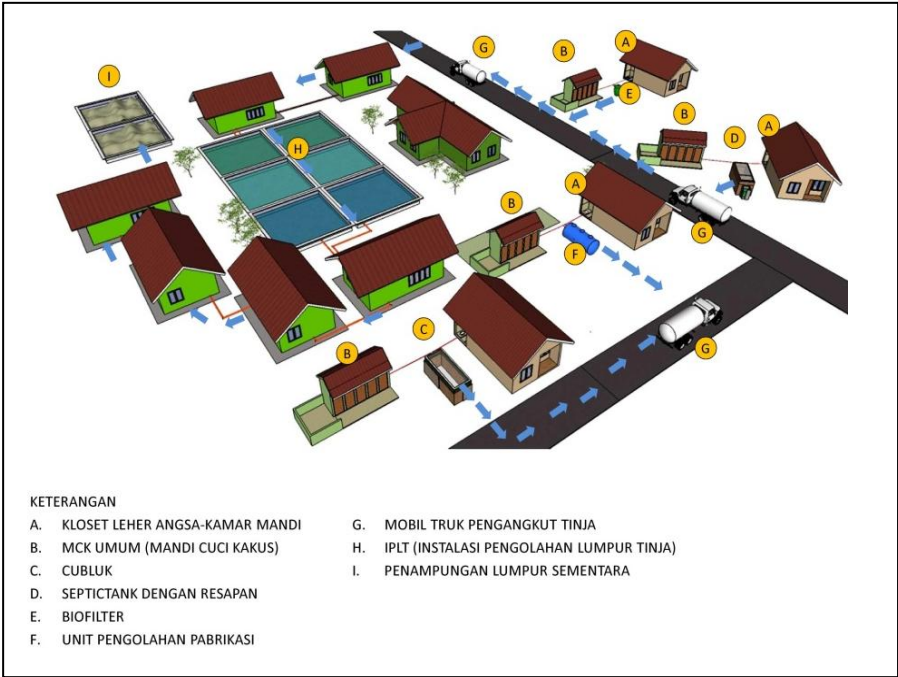 I
G
B
A
E
B
D
A
H
A
B
G
F
C
B
G
KETERANGAN
A. KLOSET LEHER ANGSA-KAMAR MANDI
B. MCK UMUM (MANDI CUCI KAKUS)
C. CUBLUK
D. SEPTICTANK DENGAN RESAPAN
E. BIOFILTER
F. UNIT PENGOLAHAN PABRIKASI
G. MOBIL TRUK PENGANGKUT TINJA
H. IPLT (INSTALASI PENGOLAHAN LUMPUR TINJA)
I. PENAMPUNGAN LUMPUR SEMENTARA